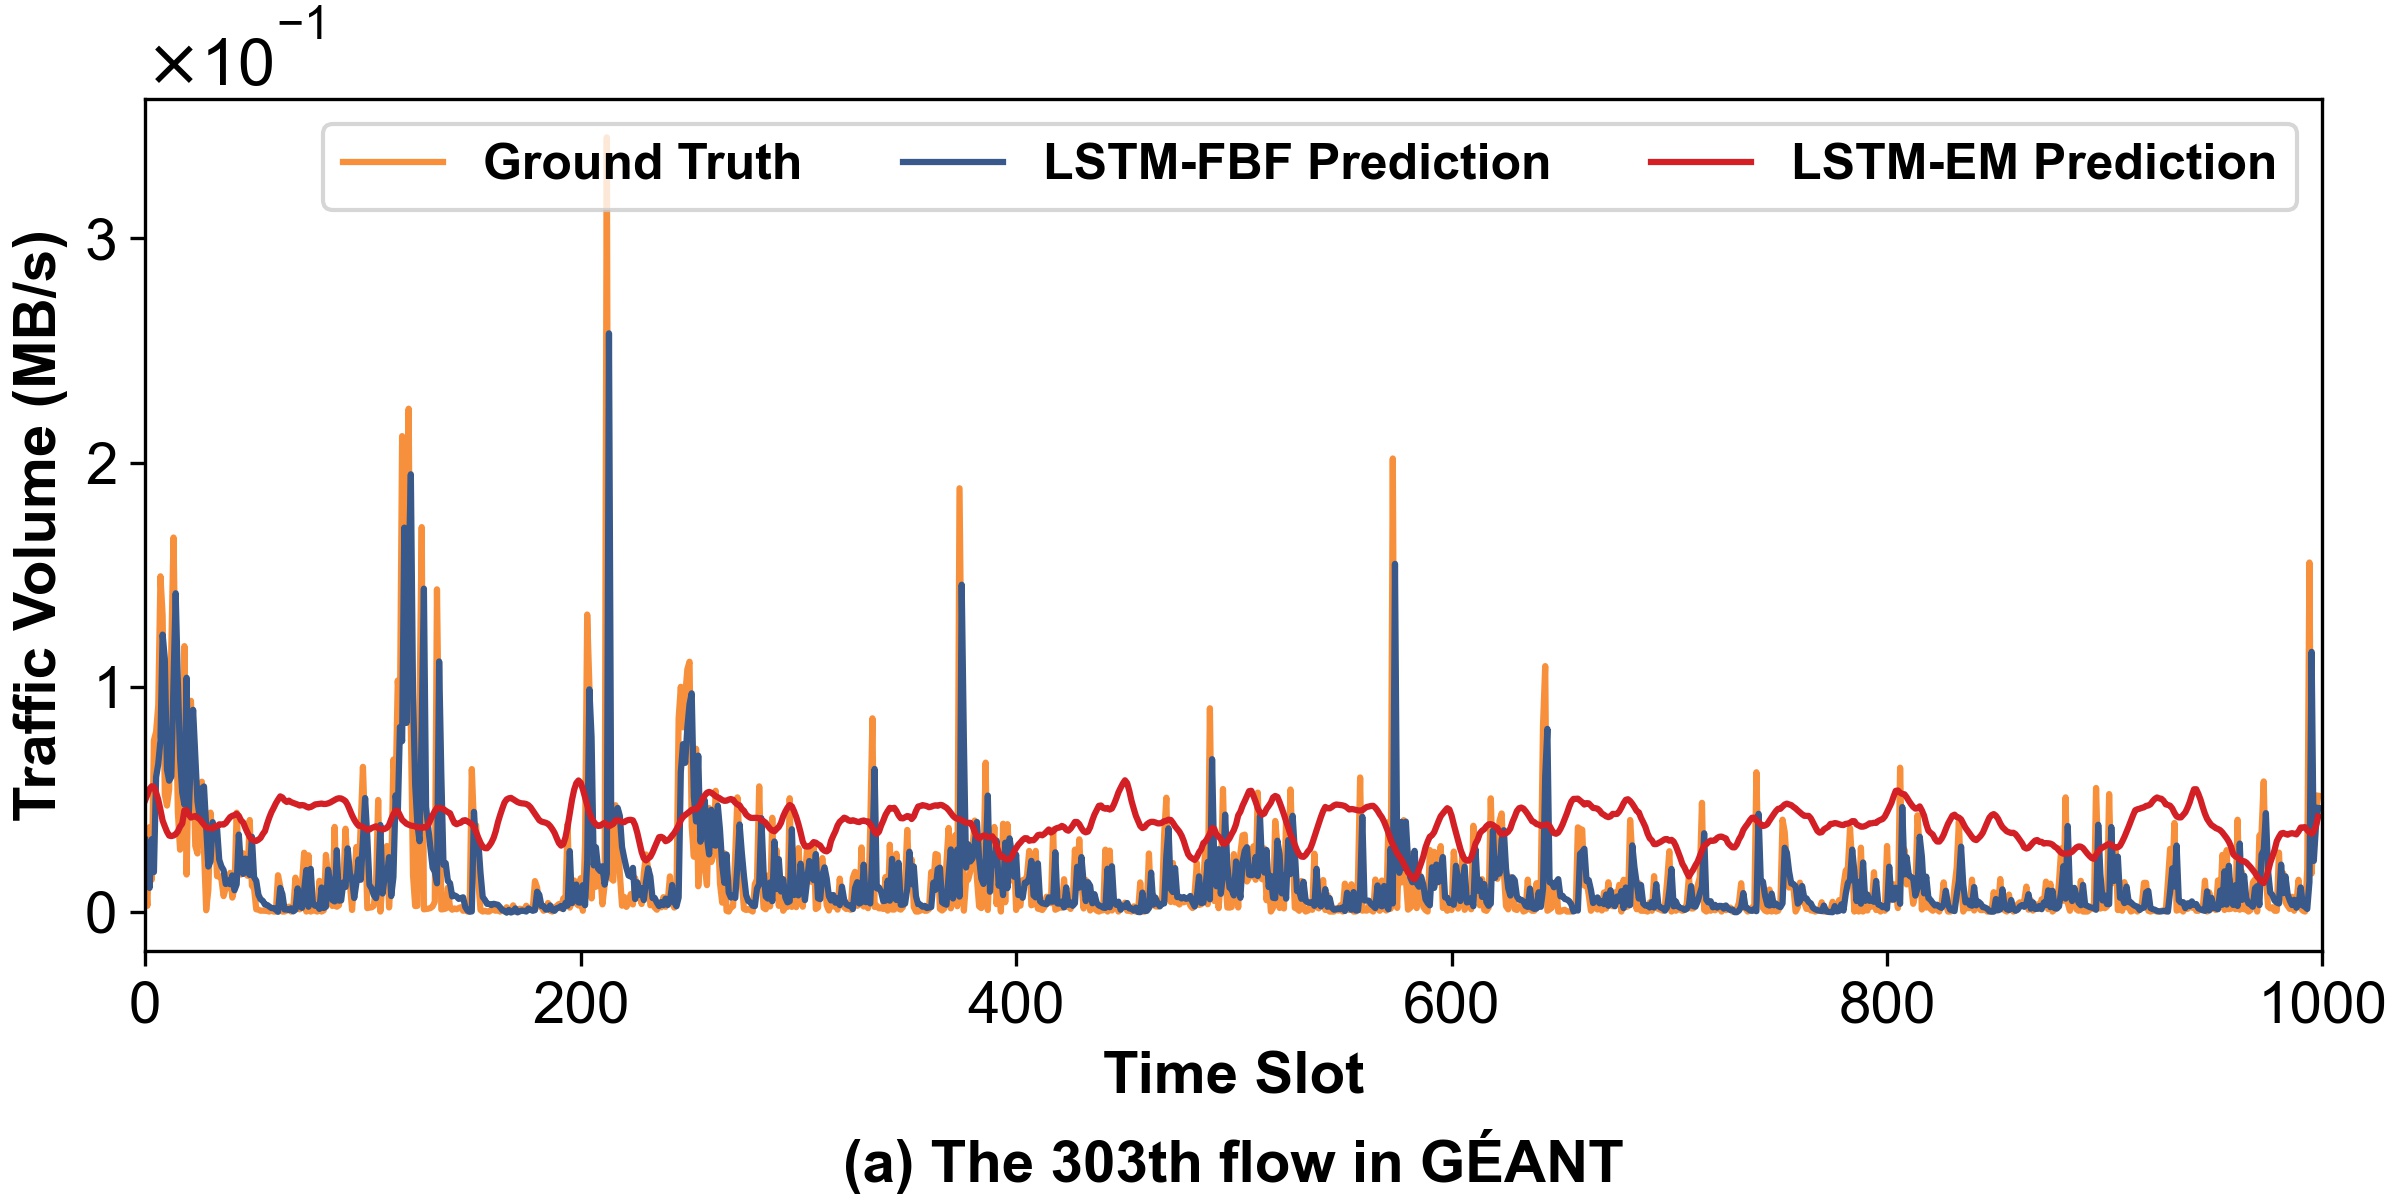 ×10⁻¹
Ground Truth LSTM-FBF Prediction LSTM-EM Prediction
Traffic Volume (MB/s)
3
2
1
0
0 200 400 600 800 1000
Time Slot
(a) The 303th flow in GÉANT